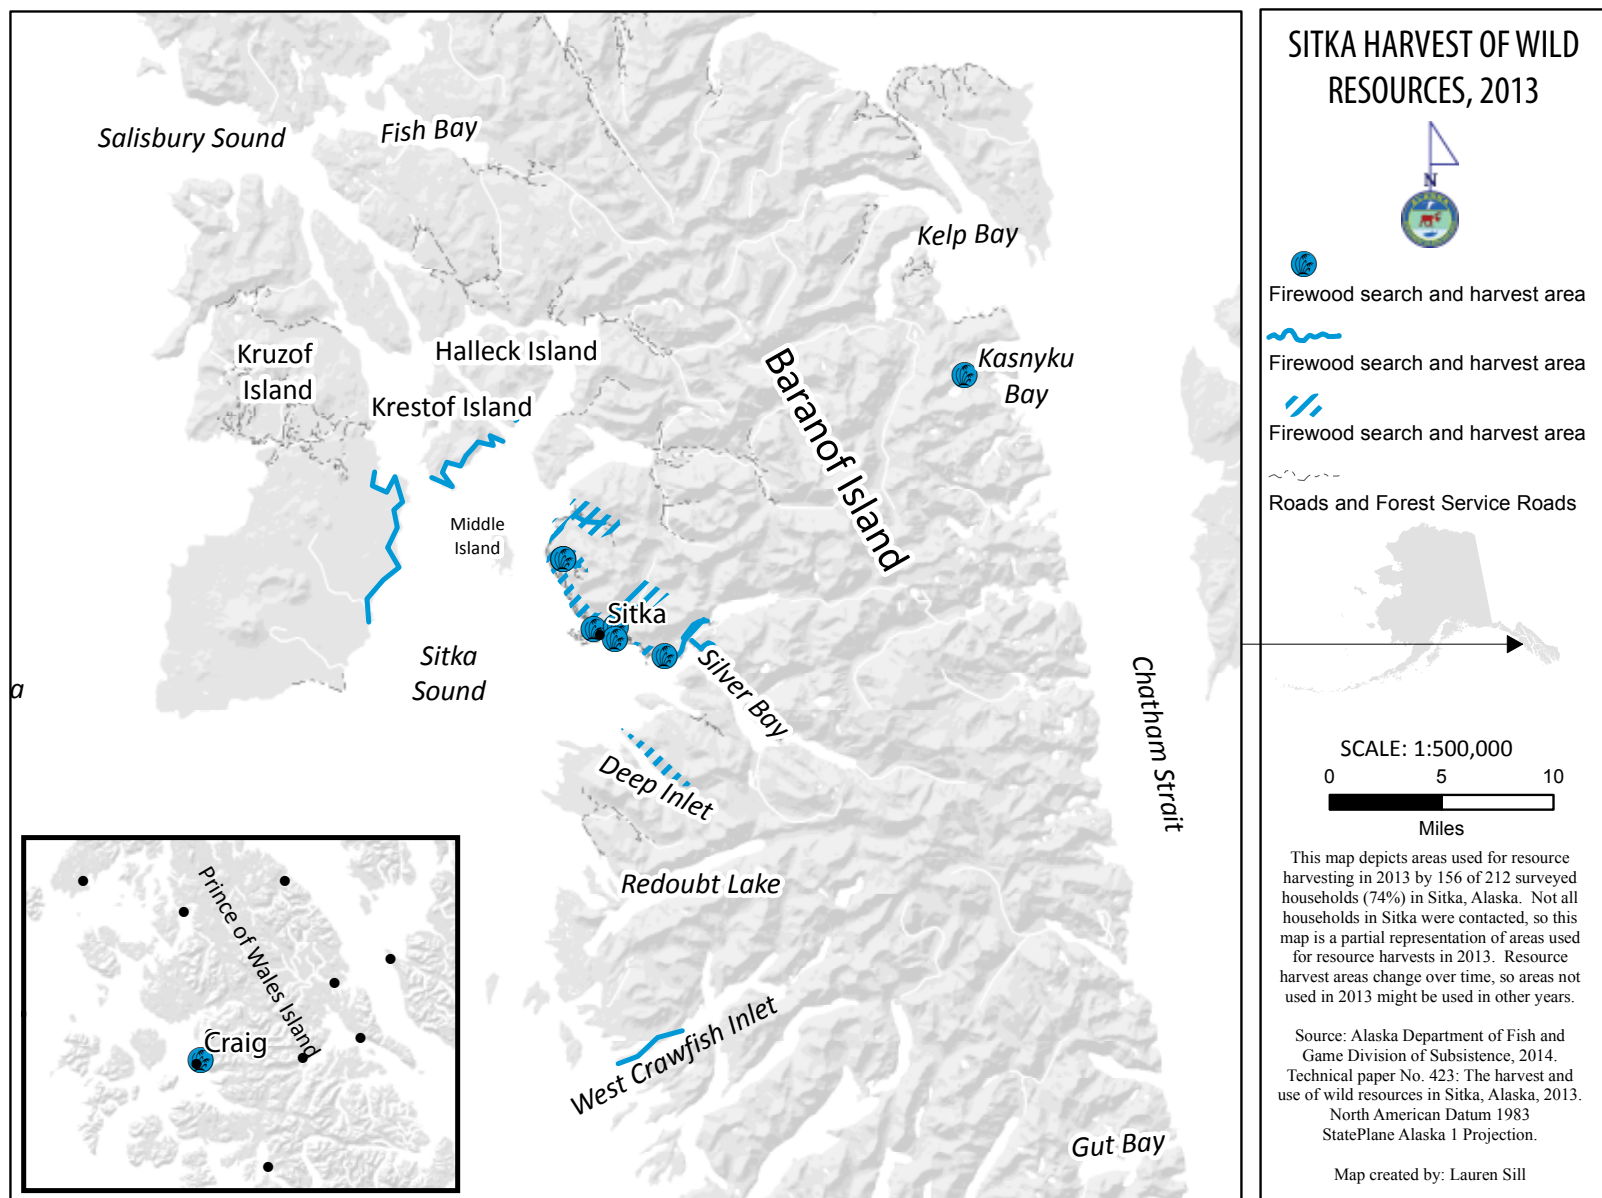 Salisbury Sound
Fish Bay
Kelp Bay
Kruzof
Island
Halleck Island
Krestof Island
Kasnyku
Bay
Baranof Island
Middle
Island
Sitka
Sitka
Sound
Silver Bay
a
Deep Inlet
Chatham Strait
Redoubt Lake
West Crawfish Inlet
Gut Bay
Prince of Wales Island
Craig
SITKA HARVEST OF WILD
RESOURCES, 2013
N
ALASKA
Firewood search and harvest area
Firewood search and harvest area
Firewood search and harvest area
Roads and Forest Service Roads
SCALE: 1:500,000
0 5 10
Miles
This map depicts areas used for resource
harvesting in 2013 by 156 of 212 surveyed
households (74%) in Sitka, Alaska. Not all
households in Sitka were contacted, so this
map is a partial representation of areas used
for resource harvests in 2013. Resource
harvest areas change over time, so areas not
used in 2013 might be used in other years.
Source: Alaska Department of Fish and
Game Division of Subsistence, 2014.
Technical paper No. 423: The harvest and
use of wild resources in Sitka, Alaska, 2013.
North American Datum 1983
StatePlane Alaska 1 Projection.
Map created by: Lauren Sill